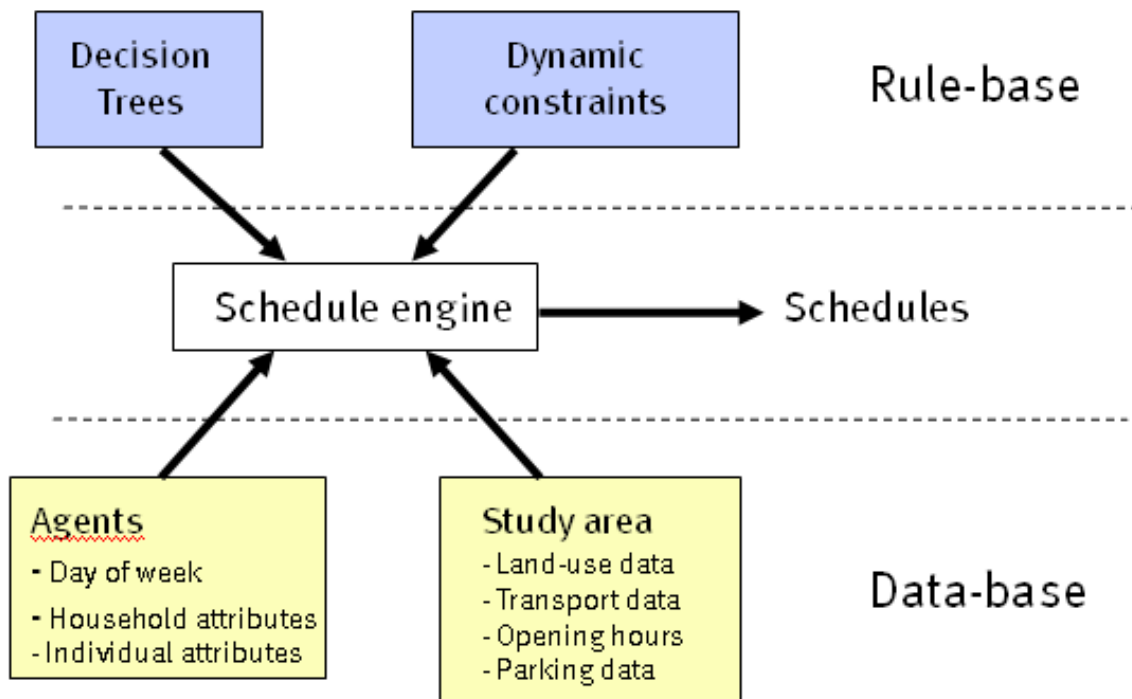 Decision
Trees
Dynamic
constraints
Rule-base
Schedule engine
Schedules
Agents
- Day of week
- Household attributes
- Individual attributes
Study area
- Land-use data
- Transport data
- Opening hours
- Parking data
Data-base